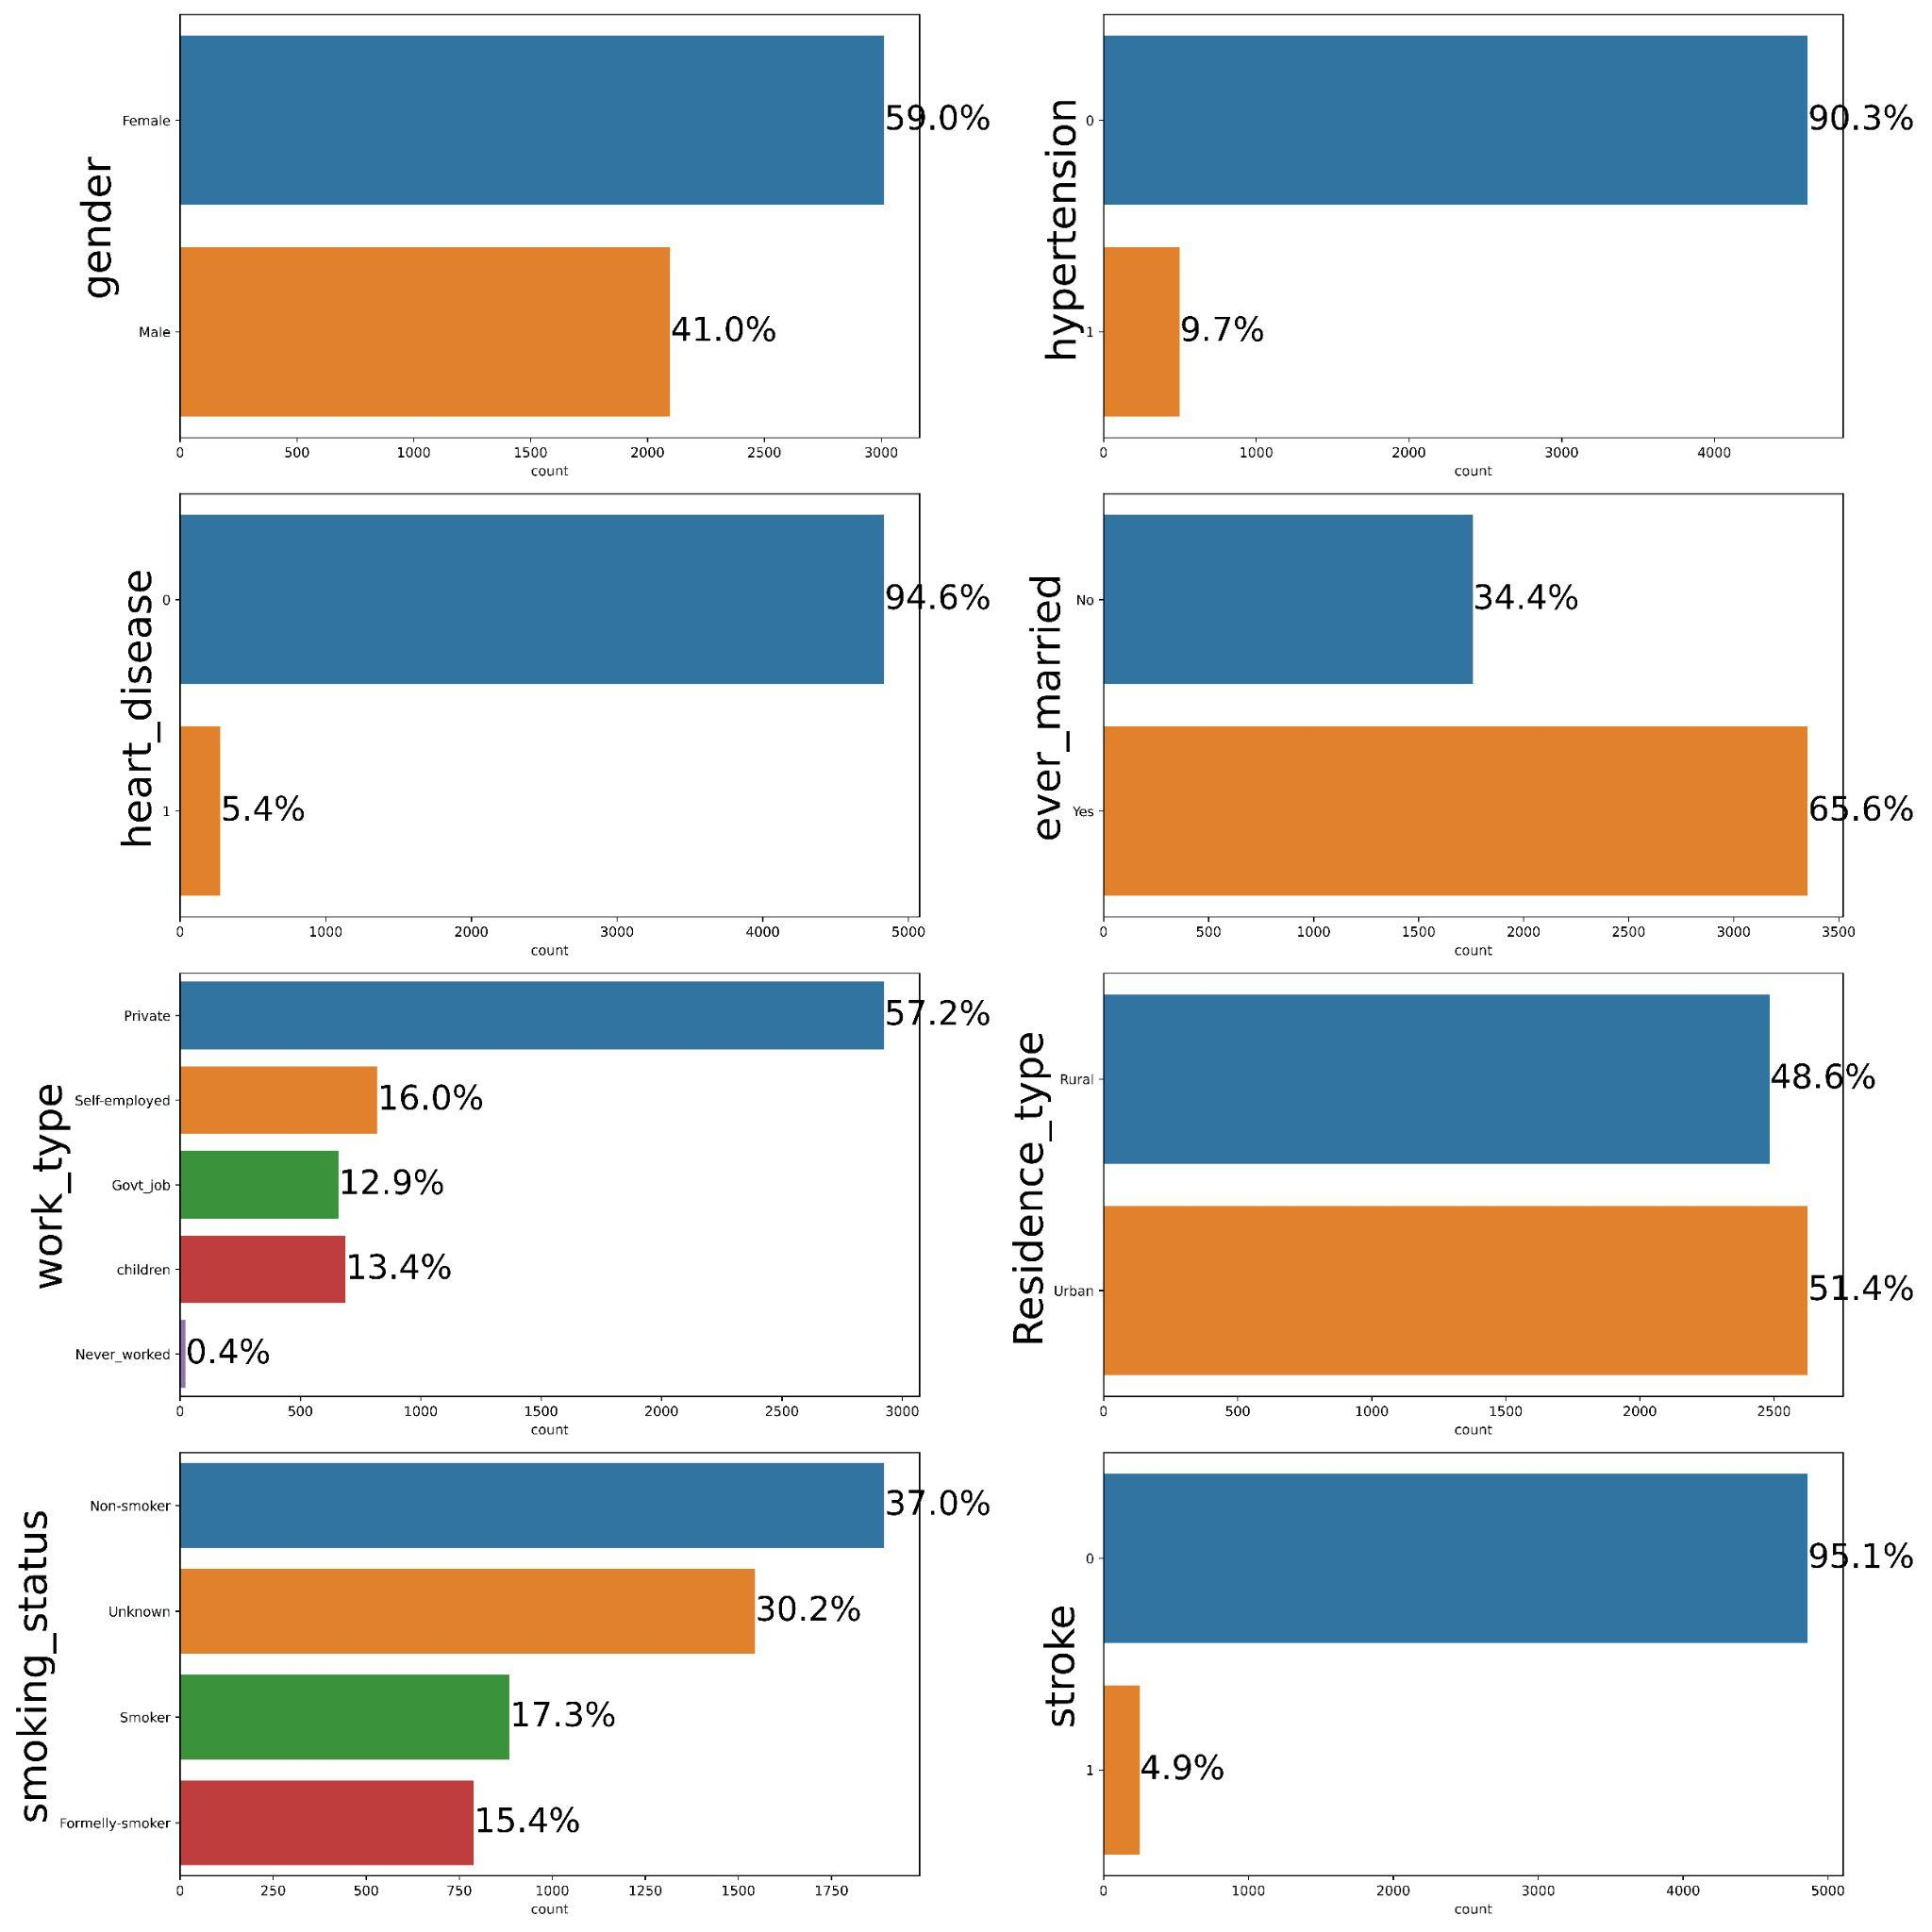 gender
Female
59.0%
Male
41.0%
0 500 1000 1500 2000 2500 3000
count
hypertension
0
90.3%
1
9.7%
0 1000 2000 3000 4000
count
heart_disease
0
94.6%
1
5.4%
0 1000 2000 3000 4000 5000
count
ever_married
No
34.4%
Yes
65.6%
0 500 1000 1500 2000 2500 3000 3500
count
work_type
Private
57.2%
Self-employed
16.0%
Govt_job
12.9%
children
13.4%
Never_worked
0.4%
0 500 1000 1500 2000 2500 3000
count
Residence_type
Rural
48.6%
Urban
51.4%
0 500 1000 1500 2000 2500
count
smoking_status
Non-smoker
37.0%
Unknown
30.2%
Smoker
17.3%
Formelly-smoker
15.4%
0 250 500 750 1000 1250 1500 1750
count
stroke
0
95.1%
1
4.9%
0 1000 2000 3000 4000 5000
count